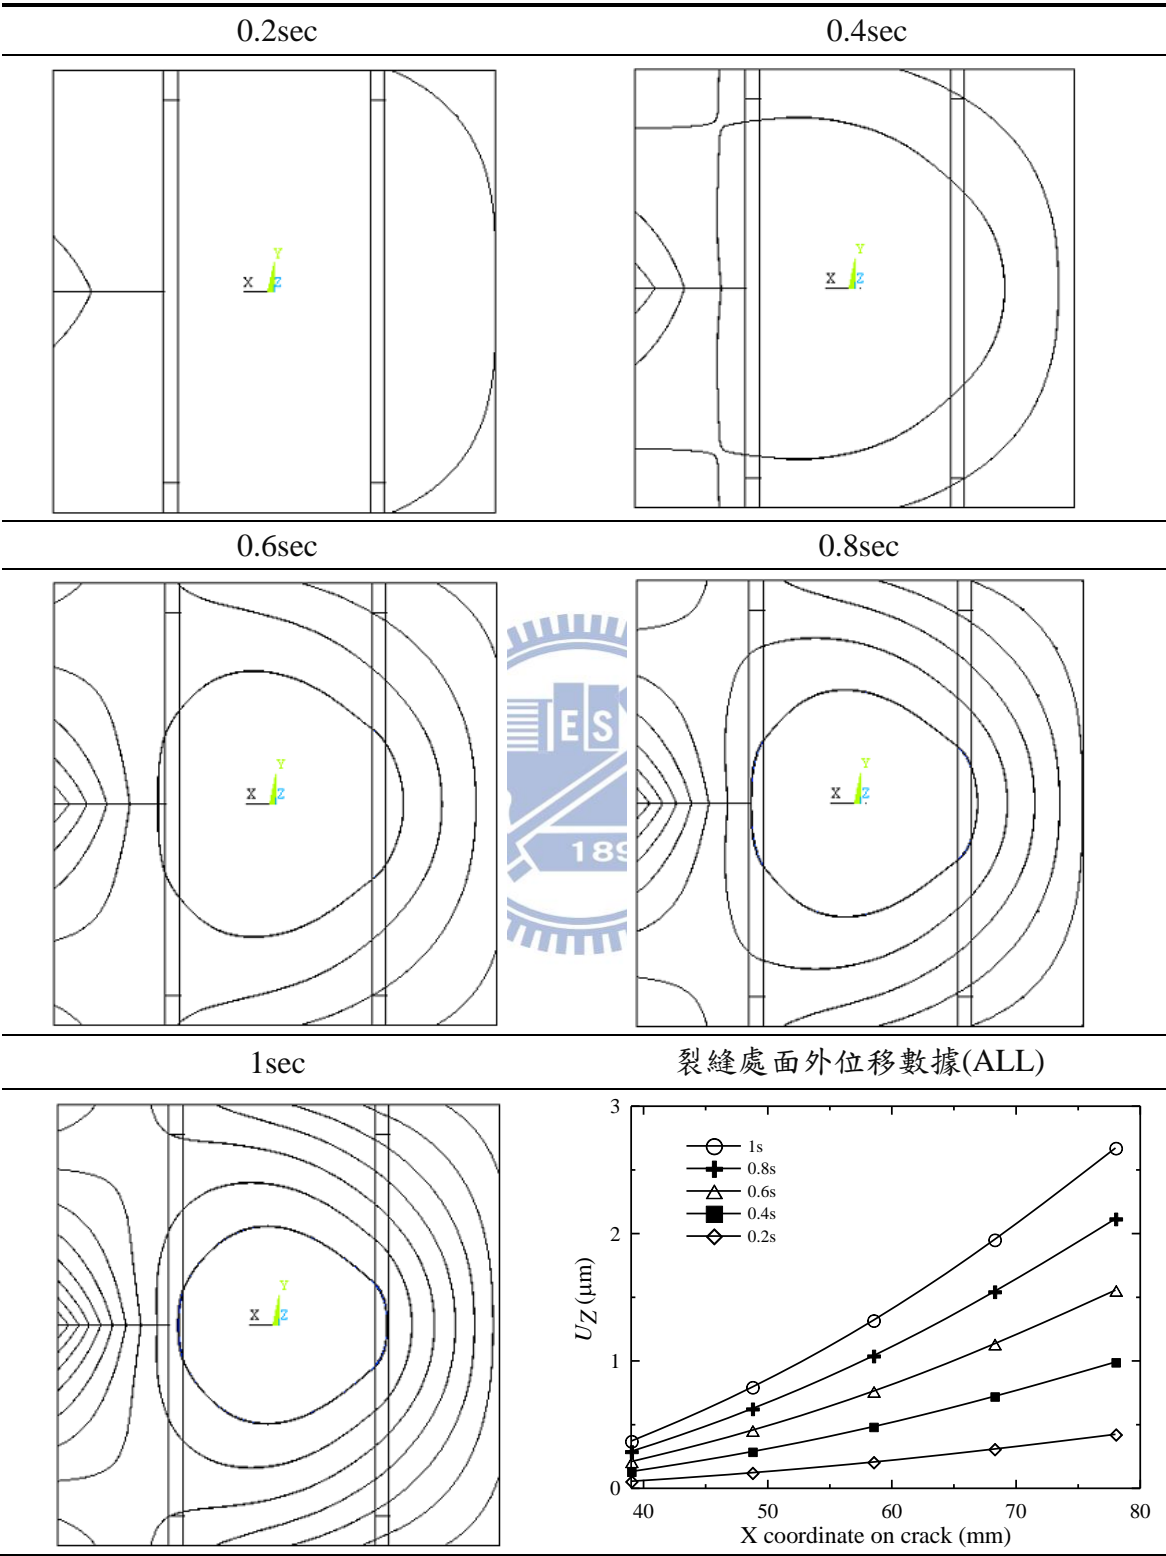 0.2sec 0.4sec
Y
X Z
Y
X Z
0.6sec 0.8sec
E S
189
Y
X Z
Y
X Z
1sec 裂縫處面外位移數據(ALL)
Y
X Z
3
2
1
0
UZ (μm)
1s
0.8s
0.6s
0.4s
0.2s
40 50 60 70 80
X coordinate on crack (mm)